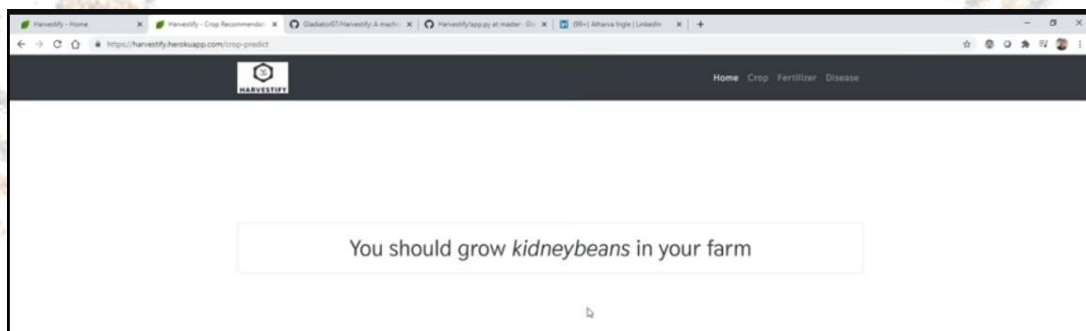 Harvestify - Home
Harvestify - Crop Recommendat
Gladiator07/Harvestify: A machi
Harvestify/app.py at master · Gl
(99+) Atharva Ingle | LinkedIn
https://harvestify.herokuapp.com/crop-predict
HARVESTIFY
Home Crop Fertilizer Disease
You should grow kidneybeans in your farm